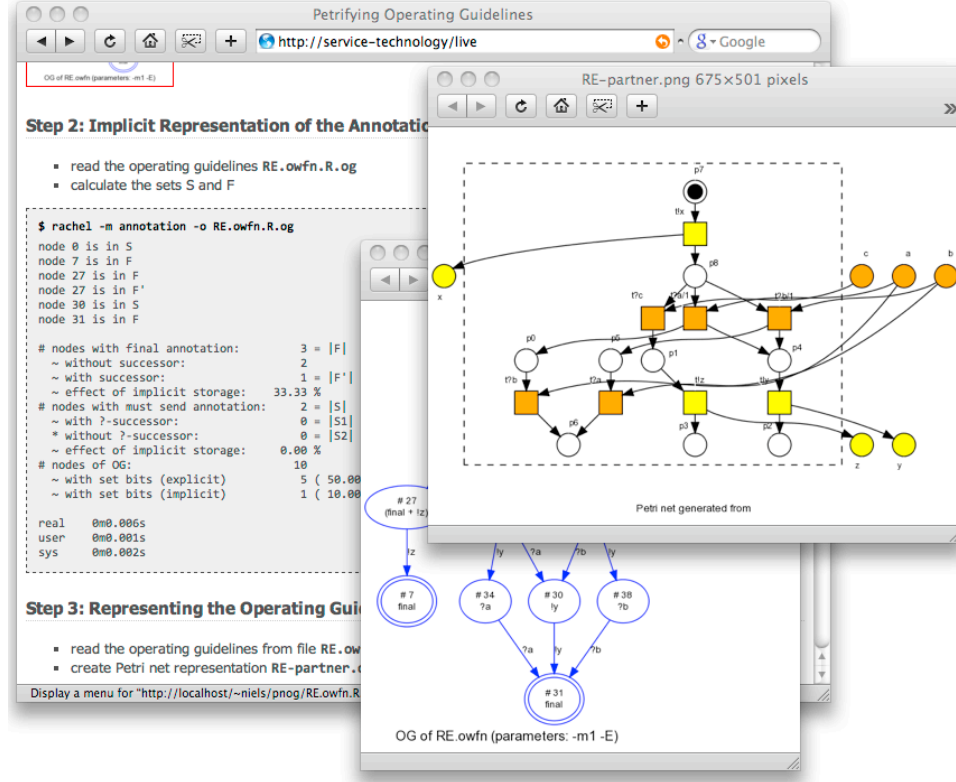 Petrifying Operating Guidelines
http://service-technology/live
Google
OG of RE.owfn (parameters: -m1 -E)
Step 2: Implicit Representation of the Annotatio
read the operating guidelines RE.owfn.R.og
calculate the sets S and F
$ rachel -m annotation -o RE.owfn.R.og
node 0 is in S
node 7 is in F
node 27 is in F
node 27 is in F'
node 30 is in S
node 31 is in F
# nodes with final annotation: 3 = |F|
~ without successor: 2
~ with successor: 1 = |F'|
~ effect of implicit storage: 33.33 %
# nodes with must send annotation: 2 = |S|
~ with ?-successor: 0 = |S1|
* without ?-successor: 0 = |S2|
~ effect of implicit storage: 0.00 %
# nodes of OG: 10
~ with set bits (explicit) 5 ( 50.00
~ with set bits (implicit) 1 ( 10.00
real 0m0.006s
user 0m0.001s
sys 0m0.002s
Step 3: Representing the Operating Gui
read the operating guidelines from file RE.ow
create Petri net representation RE-partner.
Display a menu for "http://localhost/~niels/pnog/RE.owfn.R
RE-partner.png 675×501 pixels
p7
t!x
x
p8
c
a
b
t?c
t?a/1
t?b/1
p0
p5
p1
p4
t?b
t?a
t!z
t!y
p6
p3
p2
z
y
Petri net generated from
# 27
(final + !z)
!z
!y
?a
?b
!y
# 7
final
# 34
?a
# 30
!y
# 38
?b
?a
!y
?b
# 31
final
OG of RE.owfn (parameters: -m1 -E)